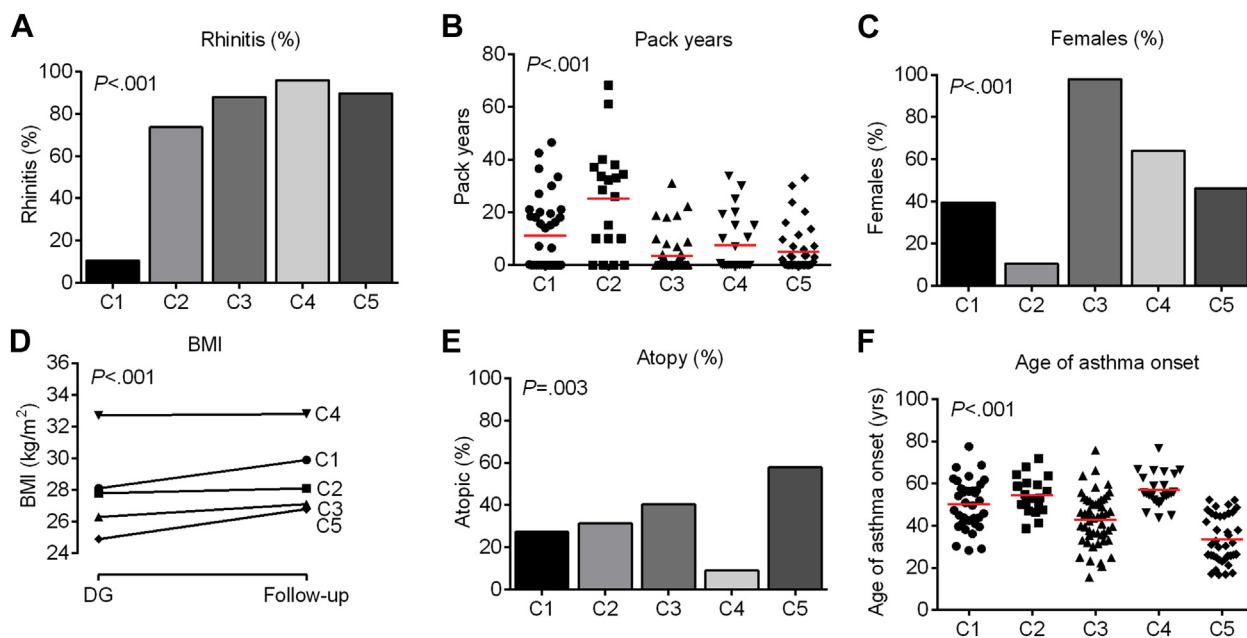 A
Rhinitis (%)
P<.001
Rhinitis (%)
100
80
60
40
20
0
C1 C2 C3 C4 C5
B
Pack years
P<.001
Pack years
80
60
40
20
0
C1 C2 C3 C4 C5
C
Females (%)
P<.001
Females (%)
100
80
60
40
20
0
C1 C2 C3 C4 C5
D
BMI
P<.001
BMI (kg/m²)
36
34
32
30
28
26
24
C4
C1
C2
C3
C5
DG Follow-up
E
Atopy (%)
P=.003
Atopic (%)
100
80
60
40
20
0
C1 C2 C3 C4 C5
F
Age of asthma onset
P<.001
Age of asthma onset (yrs)
100
80
60
40
20
0
C1 C2 C3 C4 C5